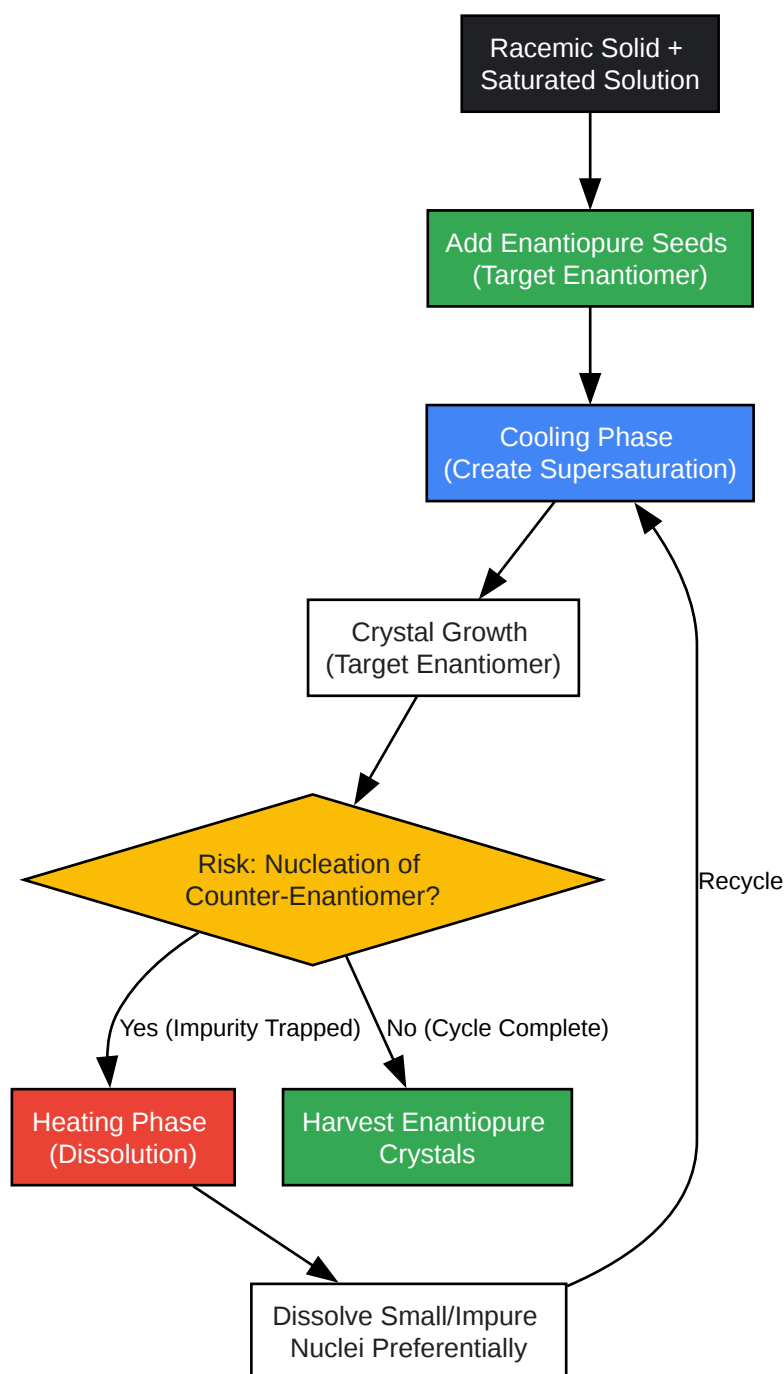 Racemic Solid +
Saturated Solution
Add Enantiopure Seeds
(Target Enantiomer)
Cooling Phase
(Create Supersaturation)
Crystal Growth
(Target Enantiomer)
Risk: Nucleation of
Counter-Enantiomer?
Recycle
Yes (Impurity Trapped)
No (Cycle Complete)
Heating Phase
(Dissolution)
Harvest Enantiopure
Crystals
Dissolve Small/Impure
Nuclei Preferentially